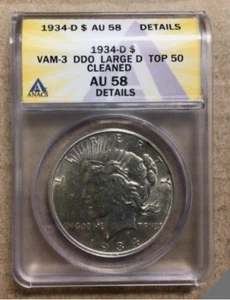 1934-D $ AU 58 DETAILS
ANACS
1934-D $
VAM-3 DDO LARGE D TOP 50
CLEANED
AU 58
DETAILS
LIBERTY
IN GOD WE TRVST
1934